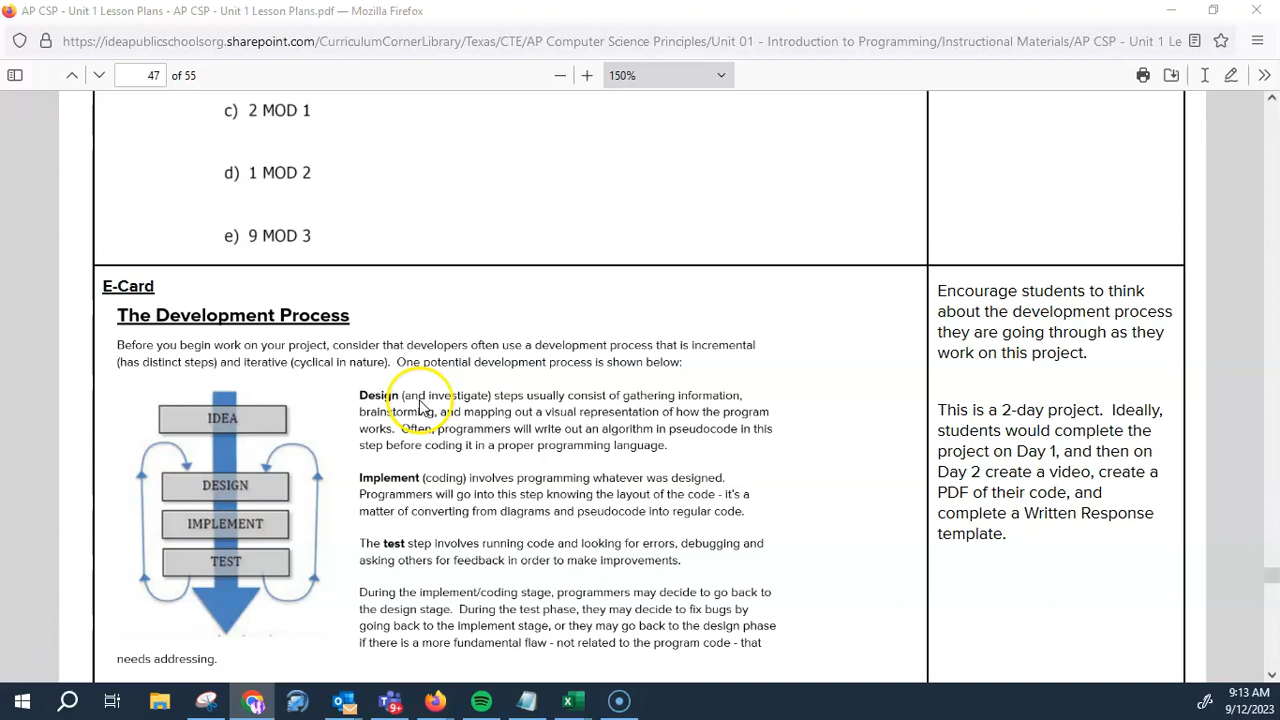 AP CSP - Unit 1 Lesson Plans - AP CSP - Unit 1 Lesson Plans.pdf — Mozilla Firefox
https://ideapublicschoolsorg.sharepoint.com/CurriculumCornerLibrary/Texas/CTE/AP Computer Science Principles/Unit 01 - Introduction to Programming/Instructional Materials/AP CSP - Unit 1 Le
47 of 55
150%
c) 2 MOD 1
d) 1 MOD 2
e) 9 MOD 3
E-Card
The Development Process
Before you begin work on your project, consider that developers often use a development process that is incremental
(has distinct steps) and iterative (cyclical in nature). One potential development process is shown below:
IDEA
DESIGN
IMPLEMENT
TEST
Design (and investigate) steps usually consist of gathering information,
brainstorming, and mapping out a visual representation of how the program
works. Often, programmers will write out an algorithm in pseudocode in this
step before coding it in a proper programming language.
Implement (coding) involves programming whatever was designed.
Programmers will go into this step knowing the layout of the code - it's a
matter of converting from diagrams and pseudocode into regular code.
The test step involves running code and looking for errors, debugging and
asking others for feedback in order to make improvements.
During the implement/coding stage, programmers may decide to go back to
the design stage. During the test phase, they may decide to fix bugs by
going back to the implement stage, or they may go back to the design phase
if there is a more fundamental flaw - not related to the program code - that
needs addressing.
Encourage students to think
about the development process
they are going through as they
work on this project.
This is a 2-day project. Ideally,
students would complete the
project on Day 1, and then on
Day 2 create a video, create a
PDF of their code, and
complete a Written Response
template.
9+
9:13 AM
9/12/2023